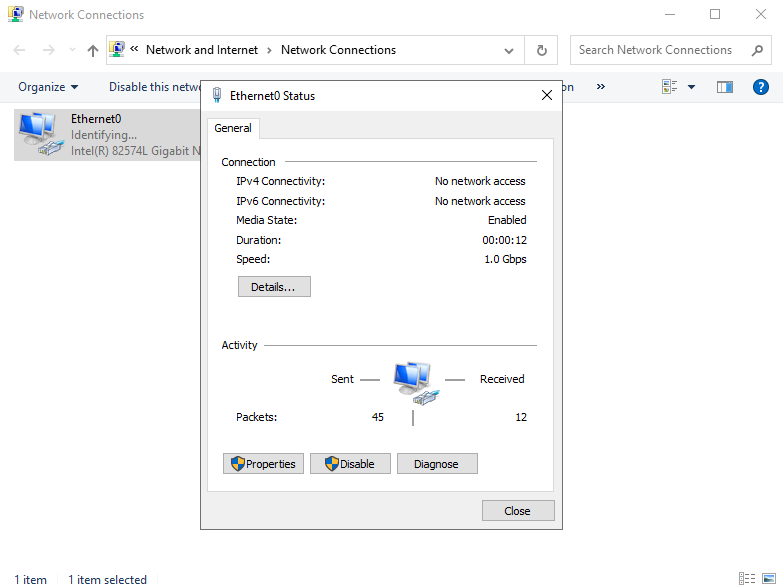 Network Connections
« Network and Internet > Network Connections
Search Network Connections
Organize
Disable this netw
on
»
?
Ethernet0
Identifying...
Intel(R) 82574L Gigabit N
Ethernet0 Status
General
Connection
IPv4 Connectivity: No network access
IPv6 Connectivity: No network access
Media State: Enabled
Duration: 00:00:12
Speed: 1.0 Gbps
Details...
Activity
Sent — — Received
Packets: 45 | 12
Properties Disable Diagnose
Close
1 item 1 item selected